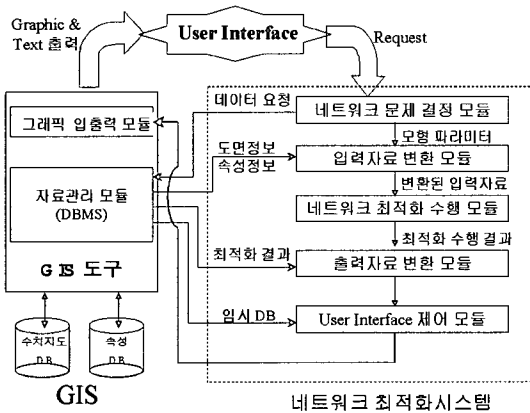 Graphic &
Text 출력
User Interface
Request
데이터 요청
네트워크 문제 결정 모듈
그래픽 입출력 모듈
모형 파라미터
도면정보
속성정보
입력자료 변환 모듈
변환된 입력자료
자료관리 모듈
(DBMS)
네트워크 최적화 수행 모듈
최적화 수행 결과
GIS 도구
최적화 결과
출력자료 변환 모듈
임시 DB
User Interface 제어 모듈
수치지도
DB
속성
DB
GIS
네트워크 최적화시스템